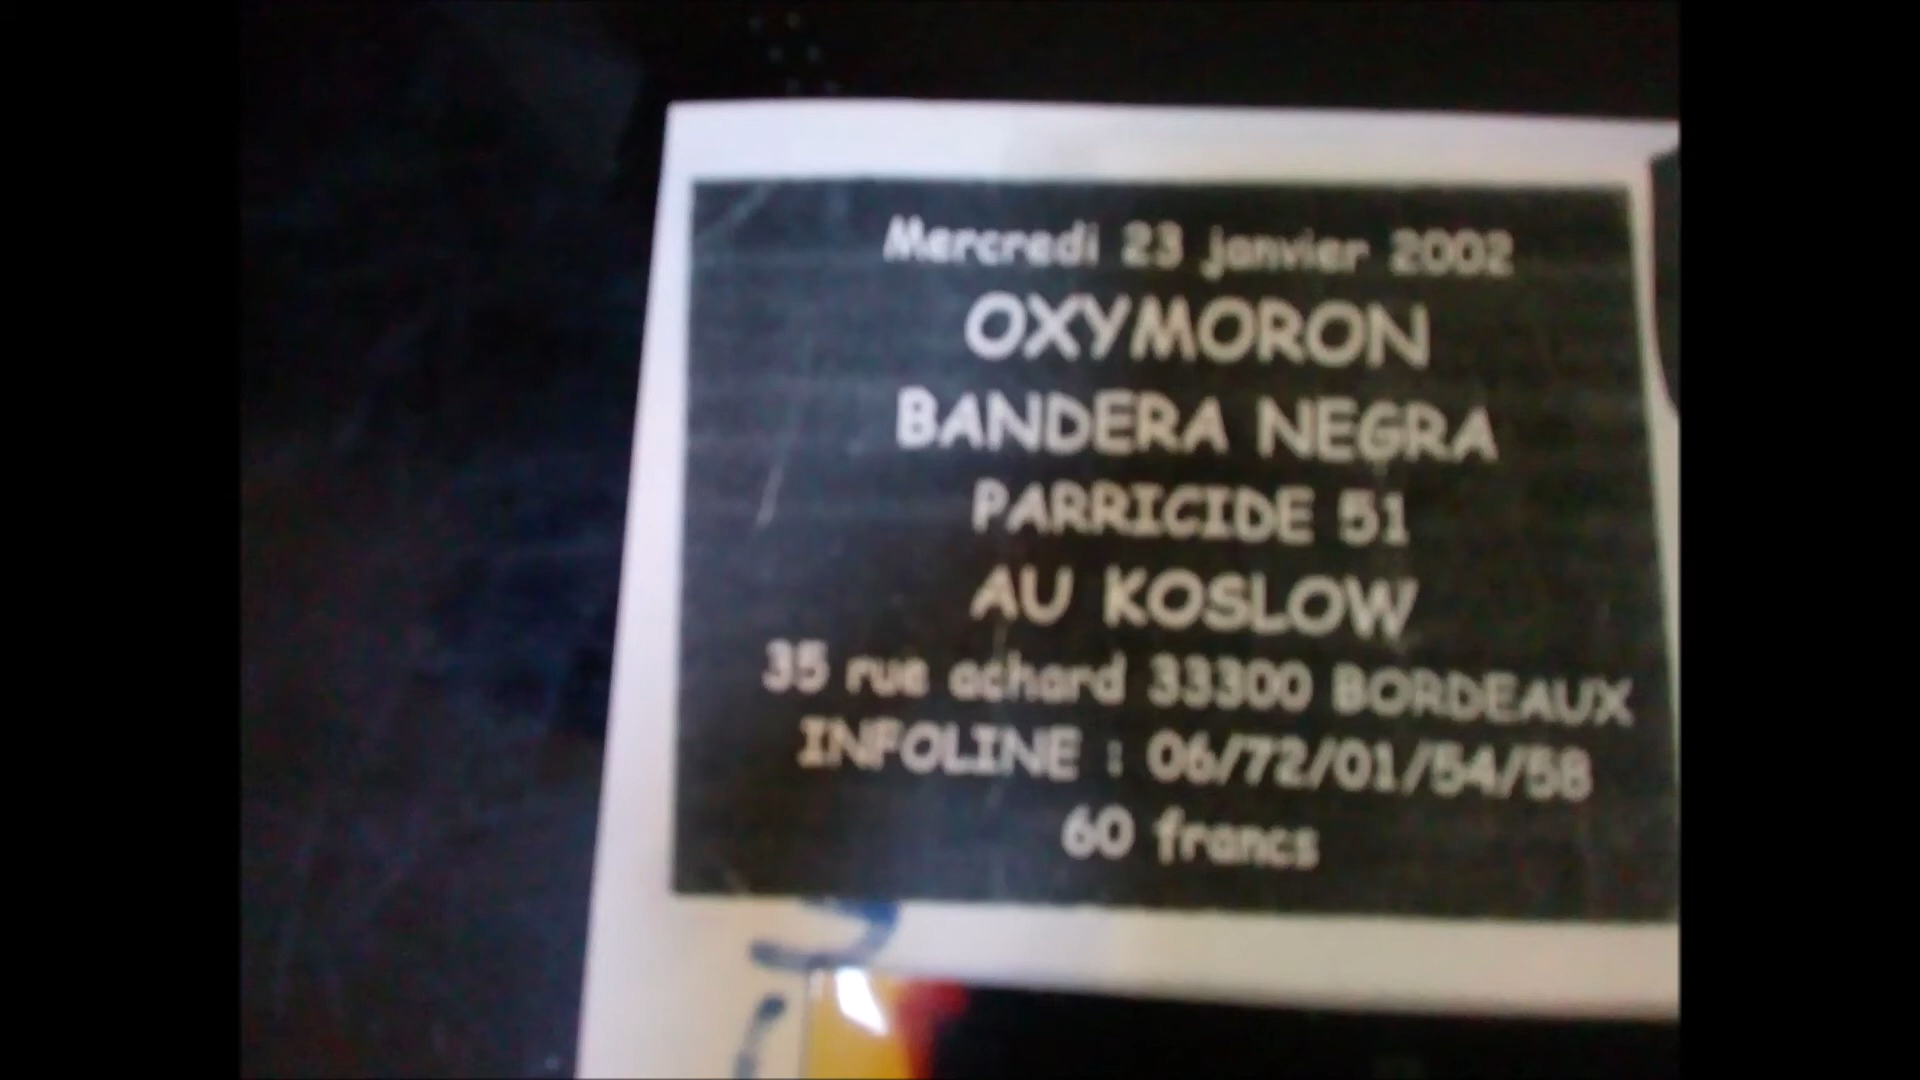 Mercredi 23 janvier 2002
OXYMORON
BANDERA NEGRA
PARRICIDE 51
AU KOSLOW
35 rue achard 33300 BORDEAUX
INFOLINE : 06/72/01/54/58
60 francs